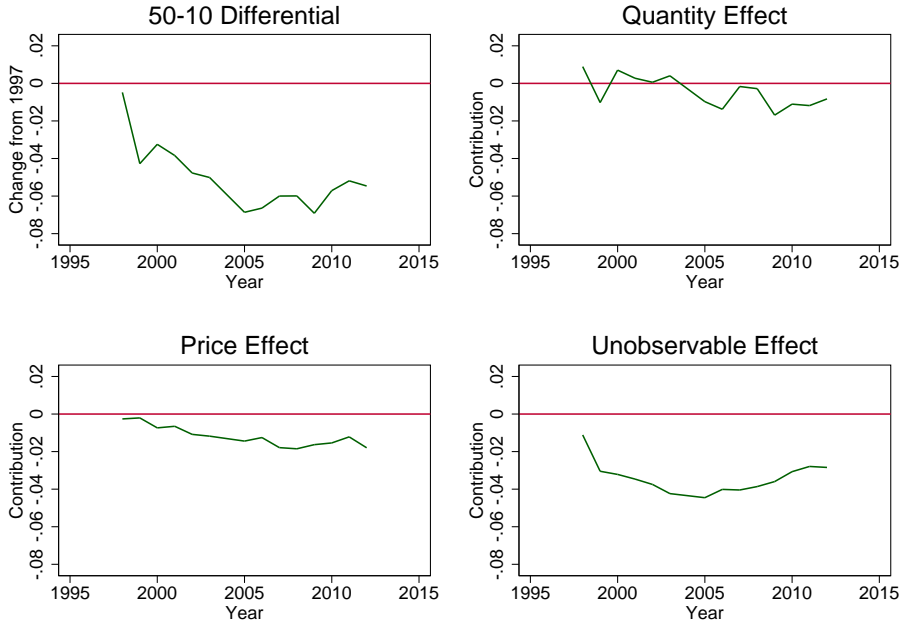 50-10 Differential
Change from 1997
.02
0
-.02
-.04
-.06
-.08
1995 2000 2005 2010 2015
Year
Quantity Effect
Contribution
.02
0
-.02
-.04
-.06
-.08
1995 2000 2005 2010 2015
Year
Price Effect
Contribution
.02
0
-.02
-.04
-.06
-.08
1995 2000 2005 2010 2015
Year
Unobservable Effect
Contribution
.02
0
-.02
-.04
-.06
-.08
1995 2000 2005 2010 2015
Year